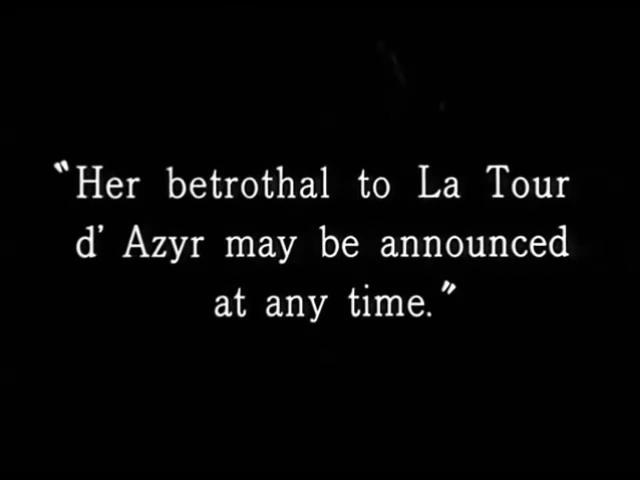 "Her betrothal to La Tour
d' Azyr may be announced
at any time."